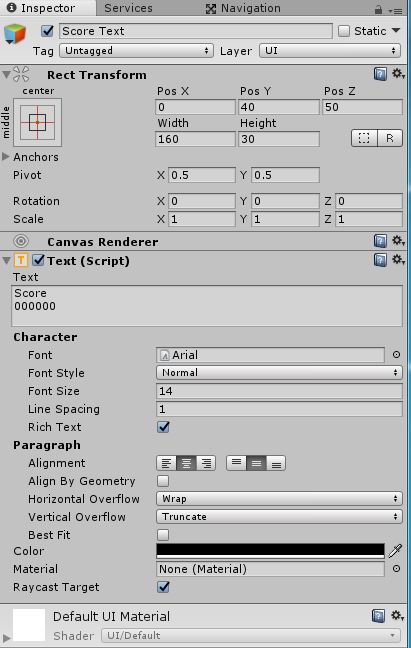 Inspector Services Navigation
Score Text Static
Tag Untagged Layer UI
Rect Transform
center
middle
Pos X Pos Y Pos Z
0 40 50
Width Height
160 30
R
Anchors
Pivot X 0.5 Y 0.5
Rotation X 0 Y 0 Z 0
Scale X 1 Y 1 Z 1
Canvas Renderer
T Text (Script)
Text
Score
000000
Character
Font Arial
Font Style Normal
Font Size 14
Line Spacing 1
Rich Text
Paragraph
Alignment
Align By Geometry
Horizontal Overflow Wrap
Vertical Overflow Truncate
Best Fit
Color
Material None (Material)
Raycast Target
Default UI Material
Shader UI/Default